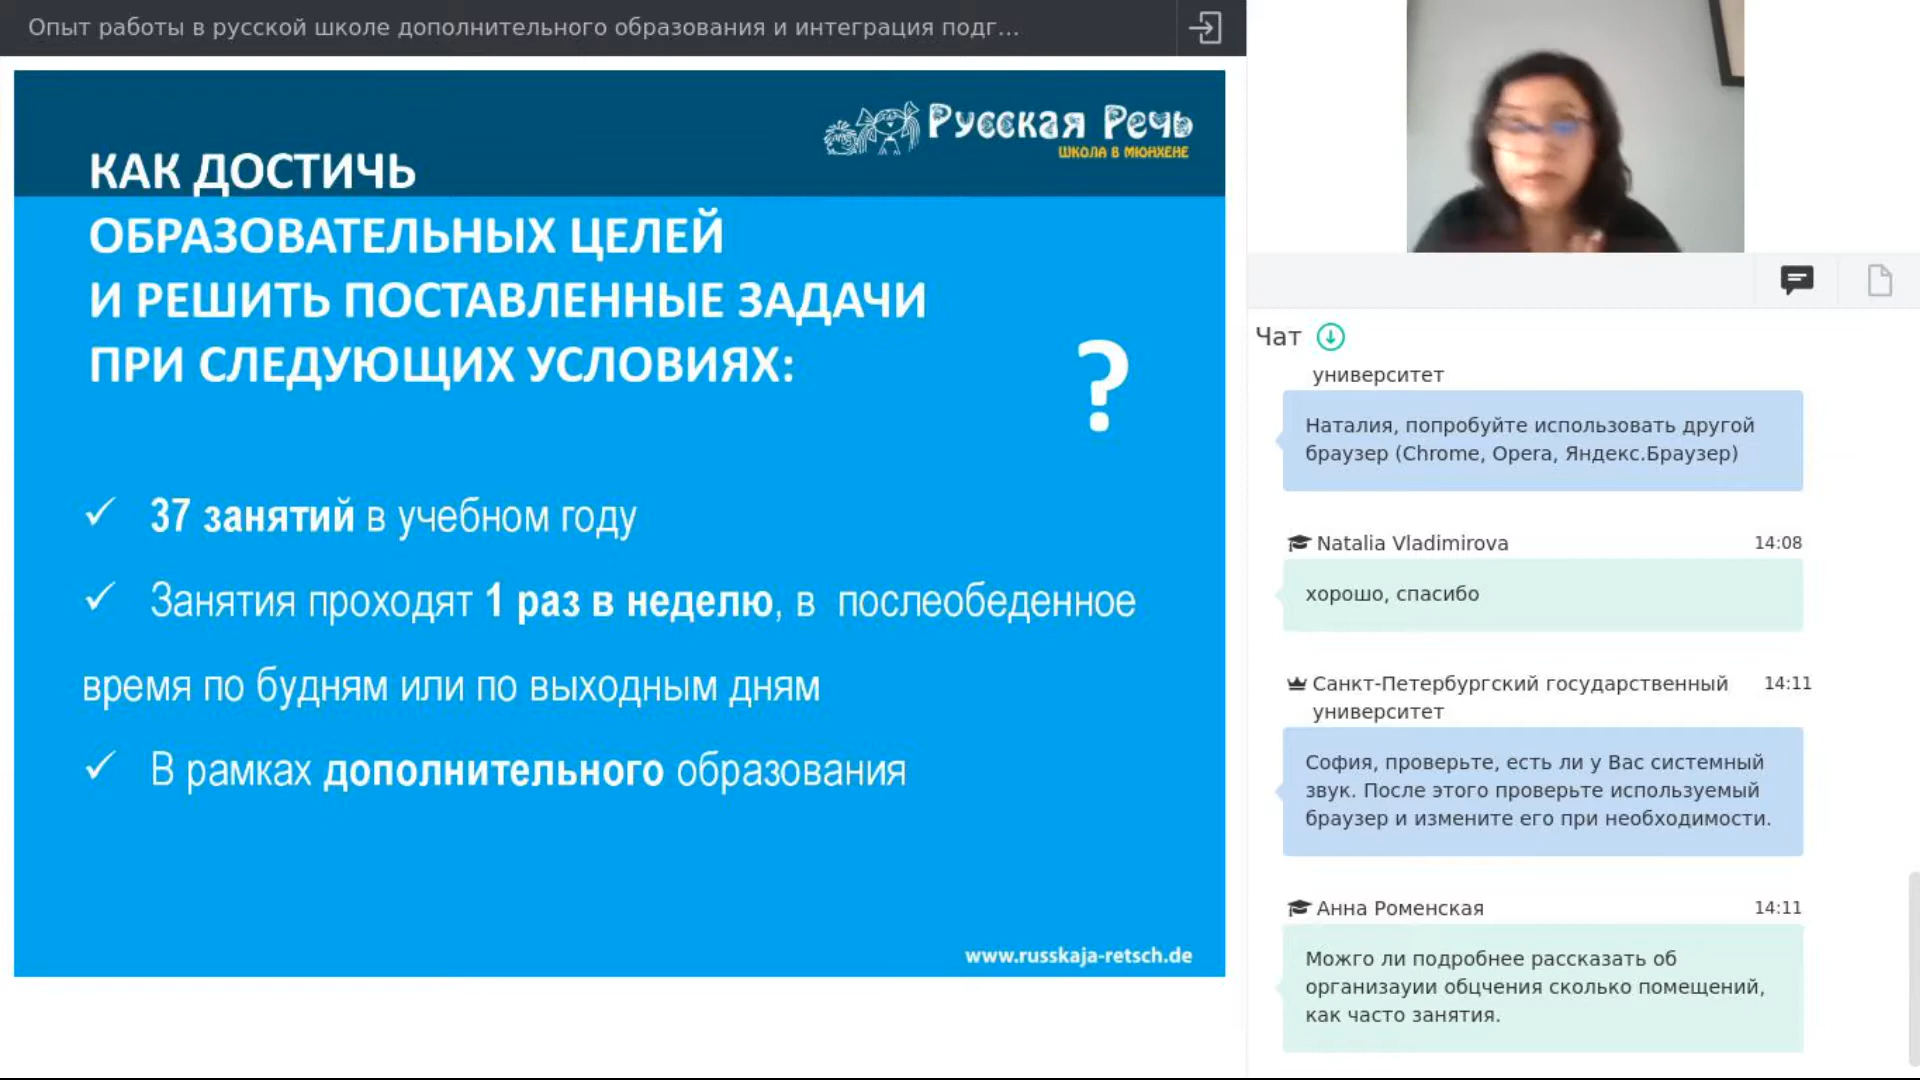 Опыт работы в русской школе дополнительного образования и интеграция подг...
Русская Речь
ШКОЛА В МЮНХЕНЕ
КАК ДОСТИЧЬ
ОБРАЗОВАТЕЛЬНЫХ ЦЕЛЕЙ
И РЕШИТЬ ПОСТАВЛЕННЫЕ ЗАДАЧИ
ПРИ СЛЕДУЮЩИХ УСЛОВИЯХ:
?
✓ 37 занятий в учебном году
✓ Занятия проходят 1 раз в неделю, в послеобеденное
время по будням или по выходным дням
✓ В рамках дополнительного образования
www.russkaja-retsch.de
Чат
университет
Наталия, попробуйте использовать другой
браузер (Chrome, Opera, Яндекс.Браузер)
Natalia Vladimirova 14:08
хорошо, спасибо
Санкт-Петербургский государственный 14:11
университет
София, проверьте, есть ли у Вас системный
звук. После этого проверьте используемый
браузер и измените его при необходимости.
Анна Роменская 14:11
Можго ли подробнее рассказать об
организауии обцчения сколько помещений,
как часто занятия.